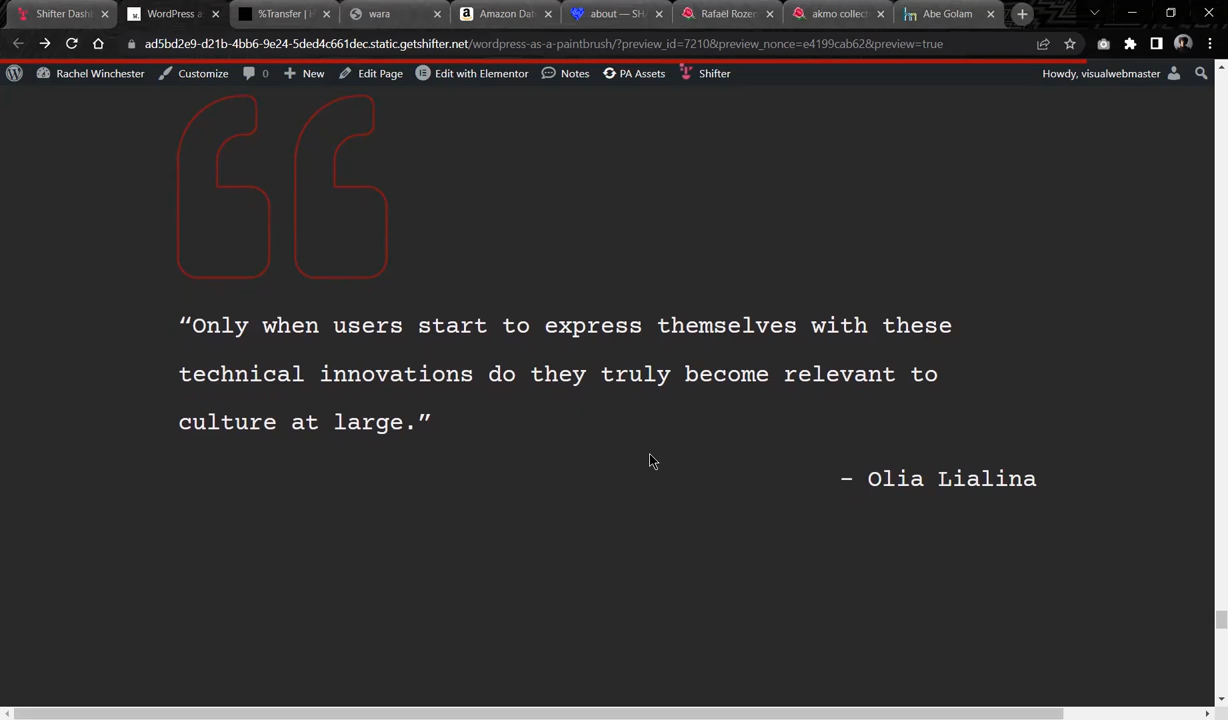 Shifter Dashb
WordPress a
%Transfer | H
wara
Amazon Date
about — SHA
Rafaël Rozen
akmo collect
Abe Golam
ad5bd2e9-d21b-4bb6-9e24-5ded4c661dec.static.getshifter.net/wordpress-as-a-paintbrush/?preview_id=7210&preview_nonce=e4199cab62&preview=true
Rachel Winchester Customize 0 New Edit Page Edit with Elementor Notes PA Assets Shifter Howdy, visualwebmaster
“Only when users start to express themselves with these
technical innovations do they truly become relevant to
culture at large.”
– Olia Lialina